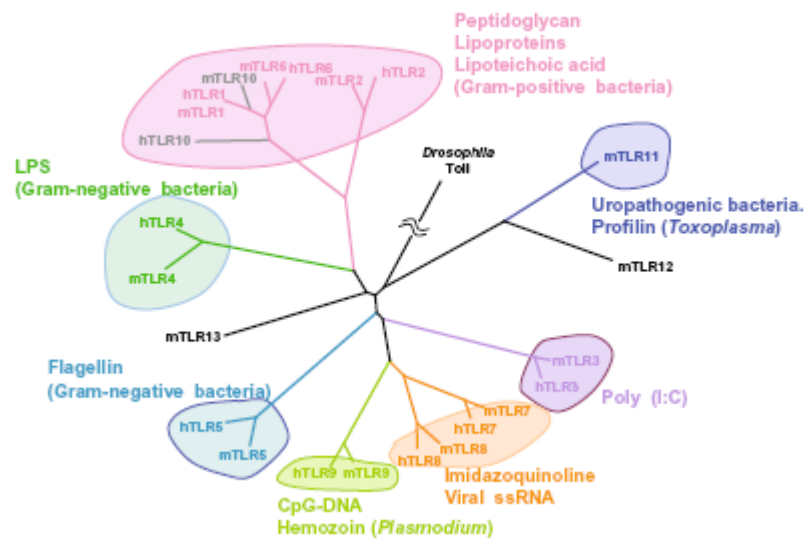 Peptidoglycan
Lipoproteins
Lipoteichoic acid
(Gram-positive bacteria)
mTLR6
hTLR6
mTLR10
hTLR2
mTLR2
hTLR1
mTLR1
hTLR10
LPS
(Gram-negative bacteria)
hTLR4
mTLR4
Drosophila
Toll
mTLR11
Uropathogenic bacteria.
Profilin (Toxoplasma)
mTLR12
mTLR13
Flagellin
(Gram-negative bacteria)
hTLR5
mTLR5
mTLR3
hTLR3
Poly (I:C)
mTLR7
hTLR7
mTLR8
hTLR8
Imidazoquinoline
Viral ssRNA
hTLR9 mTLR9
CpG-DNA
Hemozoin (Plasmodium)